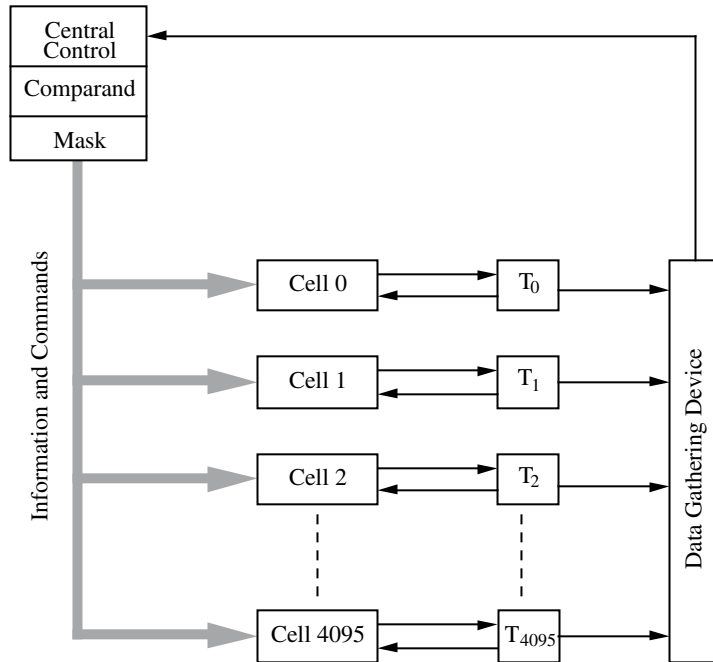 Central
Control
Comparand
Mask
Information and Commands
Cell 0
T0
Cell 1
T1
Cell 2
T2
Cell 4095
T4095
Data Gathering Device